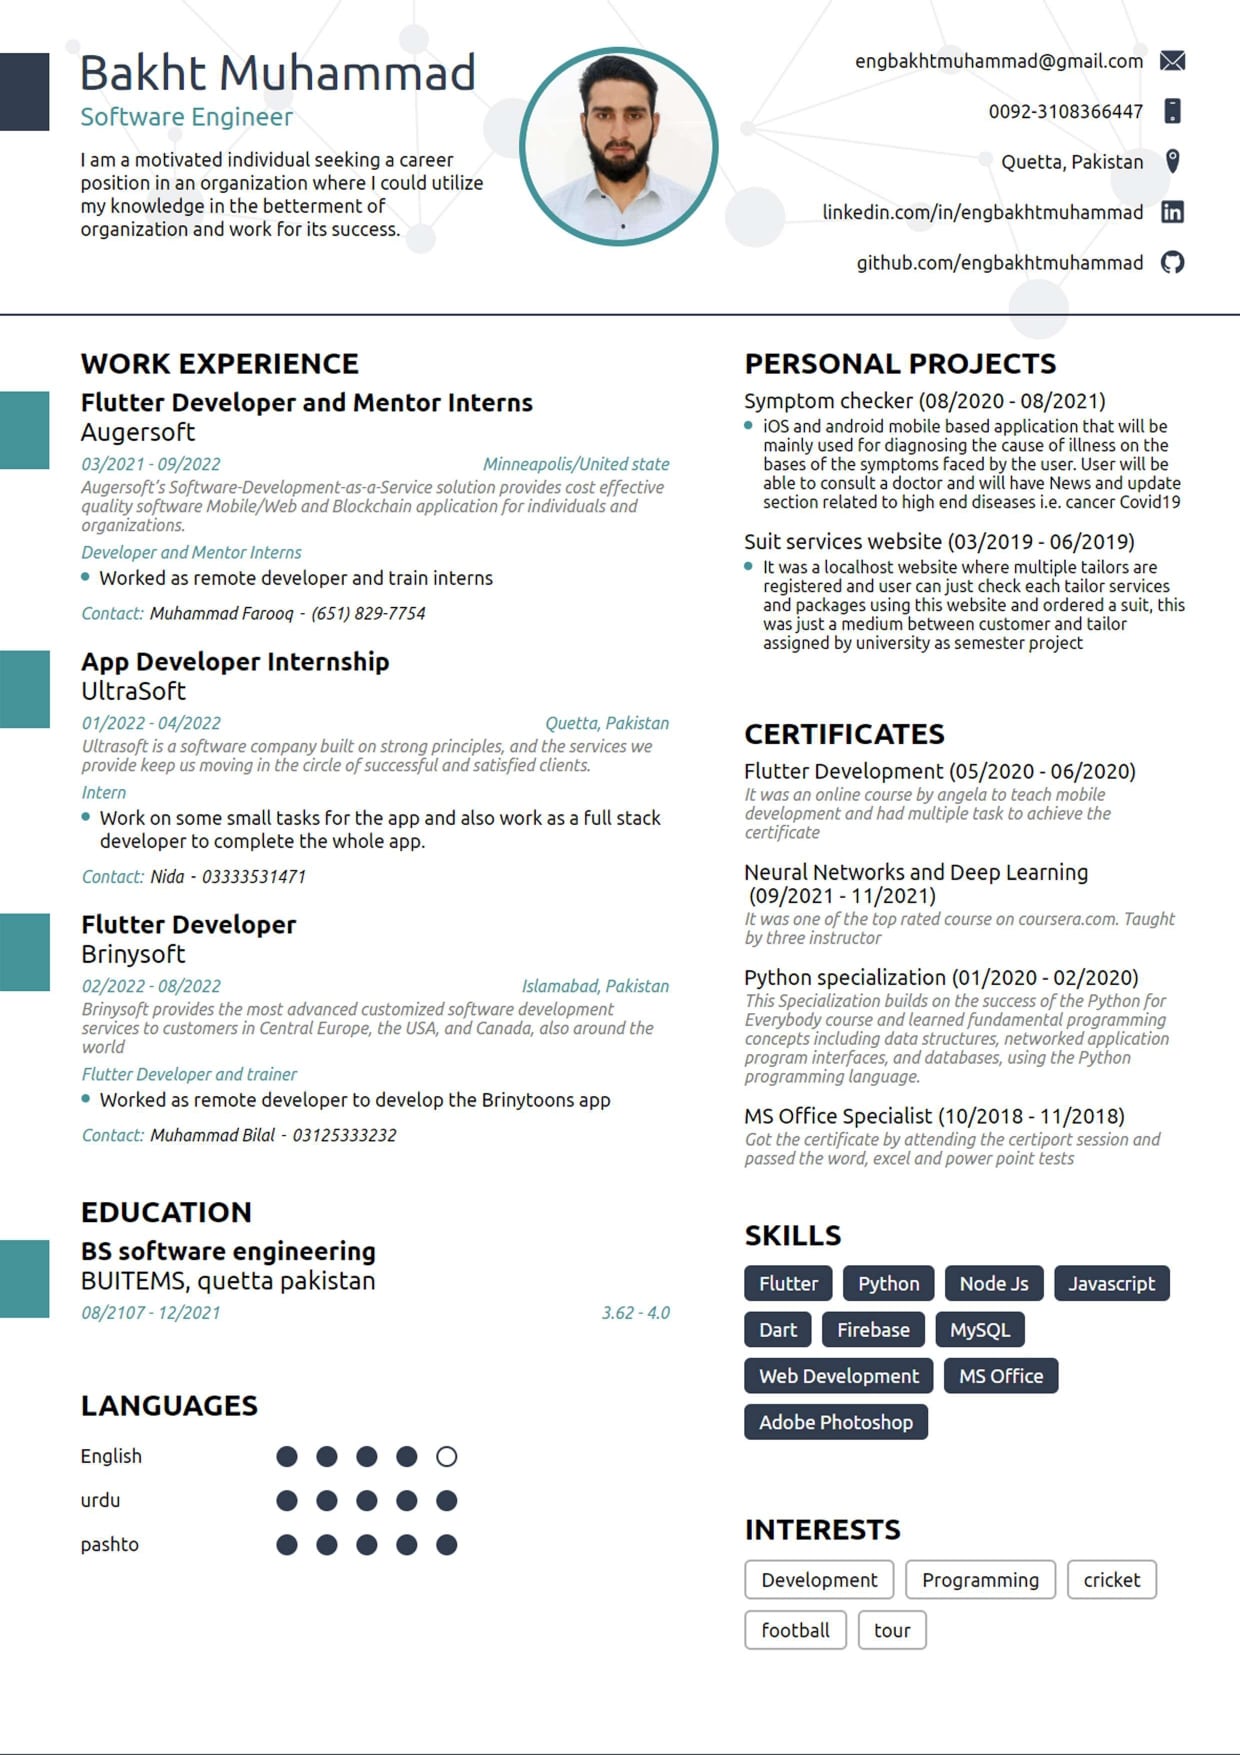 Bakht Muhammad
Software Engineer
I am a motivated individual seeking a career
position in an organization where I could utilize
my knowledge in the betterment of
organization and work for its success.
engbakhtmuhammad@gmail.com
0092-3108366447
Quetta, Pakistan
linkedin.com/in/engbakhtmuhammad
in
github.com/engbakhtmuhammad
WORK EXPERIENCE
Flutter Developer and Mentor Interns
Augersoft
03/2021 - 09/2022 Minneapolis/United state
Augersoft's Software-Development-as-a-Service solution provides cost effective
quality software Mobile/Web and Blockchain application for individuals and
organizations.
Developer and Mentor Interns
• Worked as remote developer and train interns
Contact: Muhammad Farooq - (651) 829-7754
App Developer Internship
UltraSoft
01/2022 - 04/2022 Quetta, Pakistan
Ultrasoft is a software company built on strong principles, and the services we
provide keep us moving in the circle of successful and satisfied clients.
Intern
• Work on some small tasks for the app and also work as a full stack
developer to complete the whole app.
Contact: Nida - 03333531471
Flutter Developer
Brinysoft
02/2022 - 08/2022 Islamabad, Pakistan
Brinysoft provides the most advanced customized software development
services to customers in Central Europe, the USA, and Canada, also around the
world
Flutter Developer and trainer
• Worked as remote developer to develop the Brinytoons app
Contact: Muhammad Bilal - 03125333232
EDUCATION
BS software engineering
BUITEMS, quetta pakistan
08/2107 - 12/2021 3.62 - 4.0
LANGUAGES
English
urdu
pashto
PERSONAL PROJECTS
Symptom checker (08/2020 - 08/2021)
• iOS and android mobile based application that will be
mainly used for diagnosing the cause of illness on the
bases of the symptoms faced by the user. User will be
able to consult a doctor and will have News and update
section related to high end diseases i.e. cancer Covid19
Suit services website (03/2019 - 06/2019)
• It was a localhost website where multiple tailors are
registered and user can just check each tailor services
and packages using this website and ordered a suit, this
was just a medium between customer and tailor
assigned by university as semester project
CERTIFICATES
Flutter Development (05/2020 - 06/2020)
It was an online course by angela to teach mobile
development and had multiple task to achieve the
certificate
Neural Networks and Deep Learning
(09/2021 - 11/2021)
It was one of the top rated course on coursera.com. Taught
by three instructor
Python specialization (01/2020 - 02/2020)
This Specialization builds on the success of the Python for
Everybody course and learned fundamental programming
concepts including data structures, networked application
program interfaces, and databases, using the Python
programming language.
MS Office Specialist (10/2018 - 11/2018)
Got the certificate by attending the certiport session and
passed the word, excel and power point tests
SKILLS
Flutter Python Node Js Javascript
Dart Firebase MySQL
Web Development MS Office
Adobe Photoshop
INTERESTS
Development Programming cricket
football tour